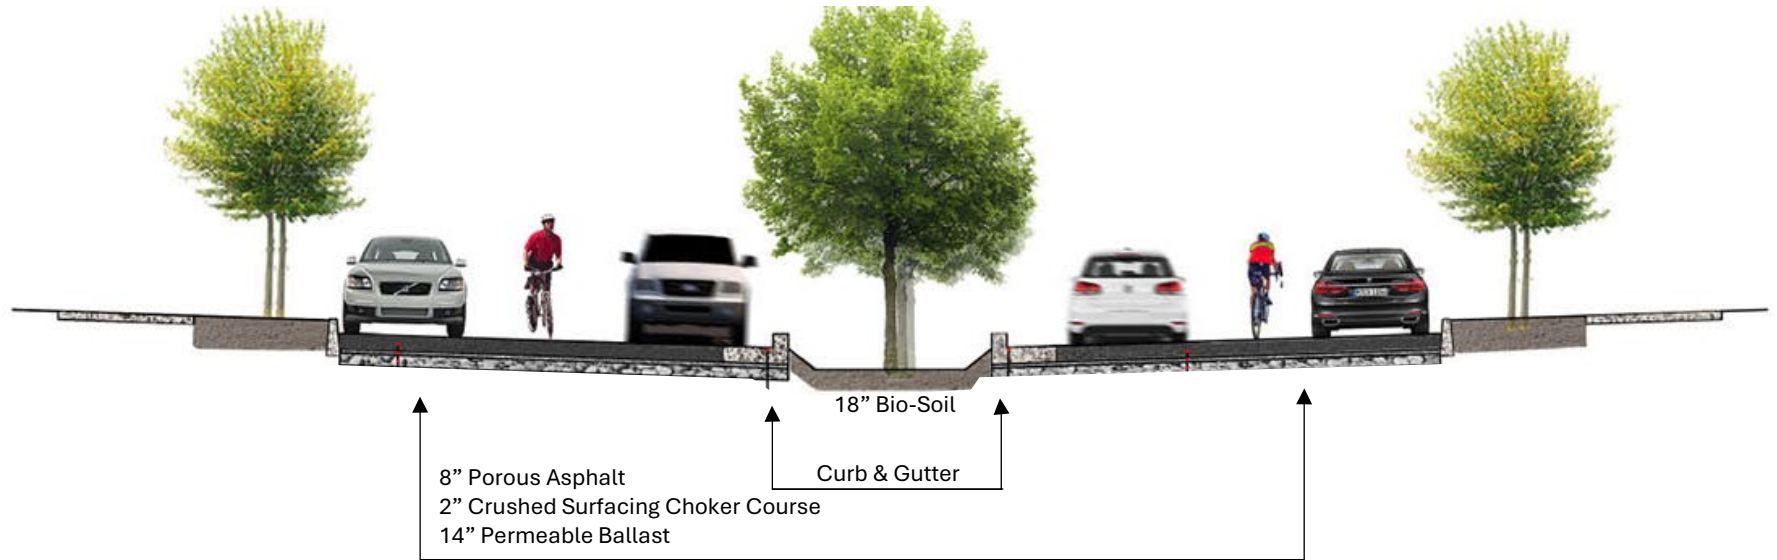 18” Bio-Soil
Curb & Gutter
8” Porous Asphalt
2” Crushed Surfacing Choker Course
14” Permeable Ballast